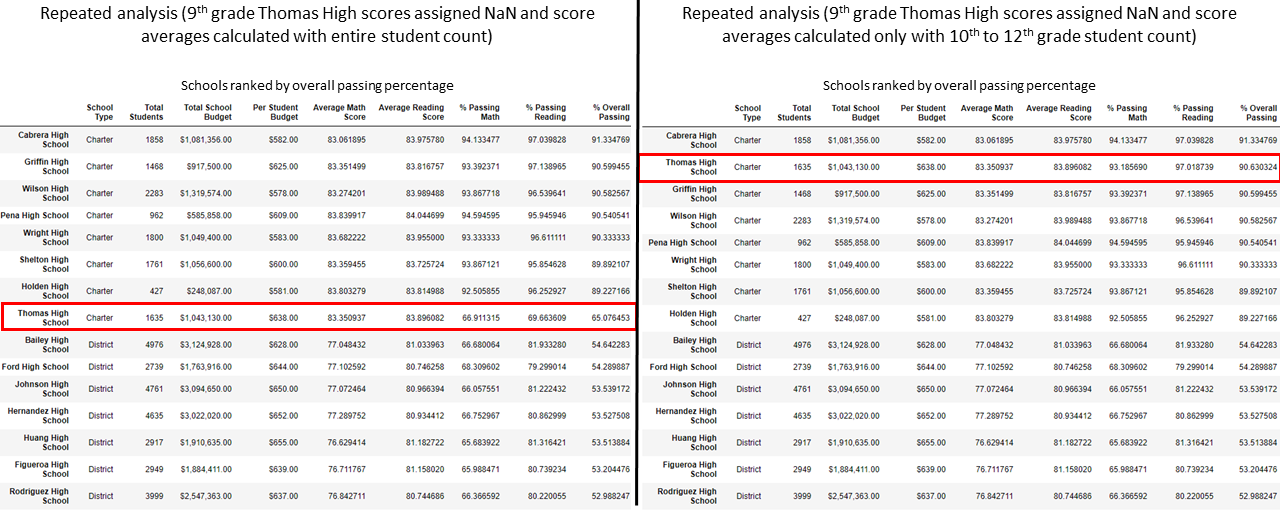 Repeated analysis (9th grade Thomas High scores assigned NaN and score
averages calculated with entire student count)
Schools ranked by overall passing percentage
School Type Total Students Total School Budget Per Student Budget Average Math Score Average Reading Score % Passing Math % Passing Reading % Overall Passing
Cabrera High School Charter 1858 $1,081,356.00 $582.00 83.061895 83.975780 94.133477 97.039828 91.334769
Griffin High School Charter 1468 $917,500.00 $625.00 83.351499 83.816757 93.392371 97.138965 90.599455
Wilson High School Charter 2283 $1,319,574.00 $578.00 83.274201 83.989488 93.867718 96.539641 90.582567
Pena High School Charter 962 $585,858.00 $609.00 83.839917 84.044699 94.594595 95.945946 90.540541
Wright High School Charter 1800 $1,049,400.00 $583.00 83.682222 83.955000 93.333333 96.611111 90.333333
Shelton High School Charter 1761 $1,056,600.00 $600.00 83.359455 83.725724 93.867121 95.854628 89.892107
Holden High School Charter 427 $248,087.00 $581.00 83.803279 83.814988 92.505855 96.252927 89.227166
Thomas High School Charter 1635 $1,043,130.00 $638.00 83.350937 83.896082 66.911315 69.663609 65.076453
Bailey High School District 4976 $3,124,928.00 $628.00 77.048432 81.033963 66.680064 81.933280 54.642283
Ford High School District 2739 $1,763,916.00 $644.00 77.102592 80.746258 68.309602 79.299014 54.289887
Johnson High School District 4761 $3,094,650.00 $650.00 77.072464 80.966394 66.057551 81.222432 53.539172
Hernandez High School District 4635 $3,022,020.00 $652.00 77.289752 80.934412 66.752967 80.862999 53.527508
Huang High School District 2917 $1,910,635.00 $655.00 76.629414 81.182722 65.683922 81.316421 53.513884
Figueroa High School District 2949 $1,884,411.00 $639.00 76.711767 81.158020 65.988471 80.739234 53.204476
Rodriguez High School District 3999 $2,547,363.00 $637.00 76.842711 80.744686 66.366592 80.220055 52.988247
Repeated analysis (9th grade Thomas High scores assigned NaN and score
averages calculated only with 10th to 12th grade student count)
Schools ranked by overall passing percentage
School Type Total Students Total School Budget Per Student Budget Average Math Score Average Reading Score % Passing Math % Passing Reading % Overall Passing
Cabrera High School Charter 1858 $1,081,356.00 $582.00 83.061895 83.975780 94.133477 97.039828 91.334769
Thomas High School Charter 1635 $1,043,130.00 $638.00 83.350937 83.896082 93.185690 97.018739 90.630324
Griffin High School Charter 1468 $917,500.00 $625.00 83.351499 83.816757 93.392371 97.138965 90.599455
Wilson High School Charter 2283 $1,319,574.00 $578.00 83.274201 83.989488 93.867718 96.539641 90.582567
Pena High School Charter 962 $585,858.00 $609.00 83.839917 84.044699 94.594595 95.945946 90.540541
Wright High School Charter 1800 $1,049,400.00 $583.00 83.682222 83.955000 93.333333 96.611111 90.333333
Shelton High School Charter 1761 $1,056,600.00 $600.00 83.359455 83.725724 93.867121 95.854628 89.892107
Holden High School Charter 427 $248,087.00 $581.00 83.803279 83.814988 92.505855 96.252927 89.227166
Bailey High School District 4976 $3,124,928.00 $628.00 77.048432 81.033963 66.680064 81.933280 54.642283
Ford High School District 2739 $1,763,916.00 $644.00 77.102592 80.746258 68.309602 79.299014 54.289887
Johnson High School District 4761 $3,094,650.00 $650.00 77.072464 80.966394 66.057551 81.222432 53.539172
Hernandez High School District 4635 $3,022,020.00 $652.00 77.289752 80.934412 66.752967 80.862999 53.527508
Huang High School District 2917 $1,910,635.00 $655.00 76.629414 81.182722 65.683922 81.316421 53.513884
Figueroa High School District 2949 $1,884,411.00 $639.00 76.711767 81.158020 65.988471 80.739234 53.204476
Rodriguez High School District 3999 $2,547,363.00 $637.00 76.842711 80.744686 66.366592 80.220055 52.988247